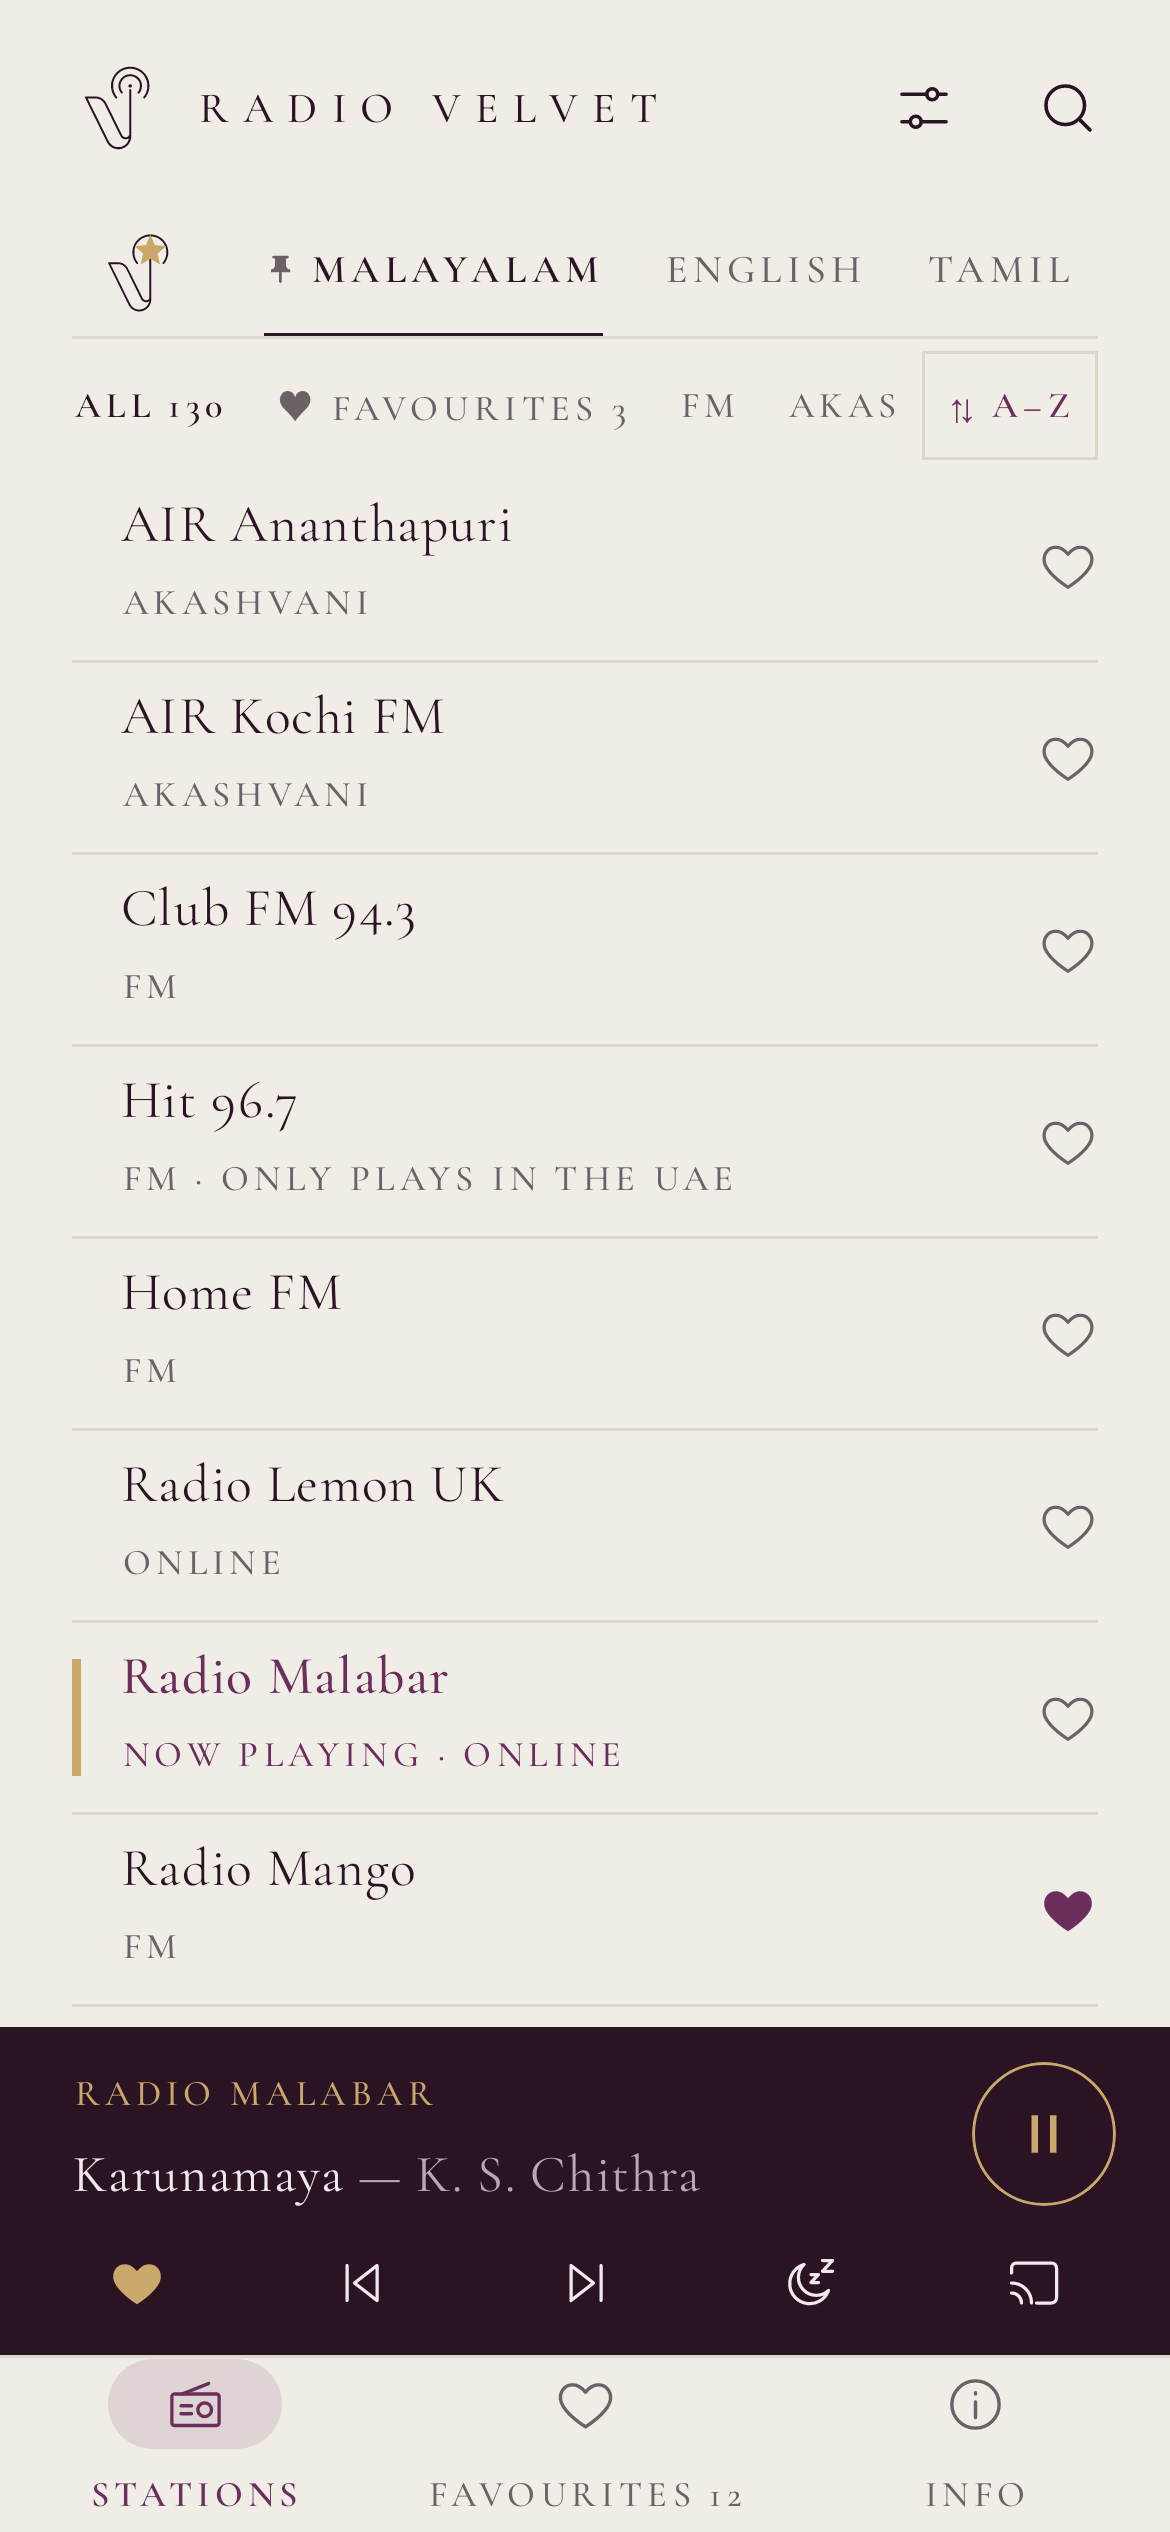 RADIO VELVET
MALAYALAM ENGLISH TAMIL
ALL 130 FAVOURITES 3 FM AKAS A–Z
AIR Ananthapuri
AKASHVANI
AIR Kochi FM
AKASHVANI
Club FM 94.3
FM
Hit 96.7
FM · ONLY PLAYS IN THE UAE
Home FM
FM
Radio Lemon UK
ONLINE
Radio Malabar
NOW PLAYING · ONLINE
Radio Mango
FM
RADIO MALABAR
Karunamaya — K. S. Chithra
STATIONS FAVOURITES 12 INFO